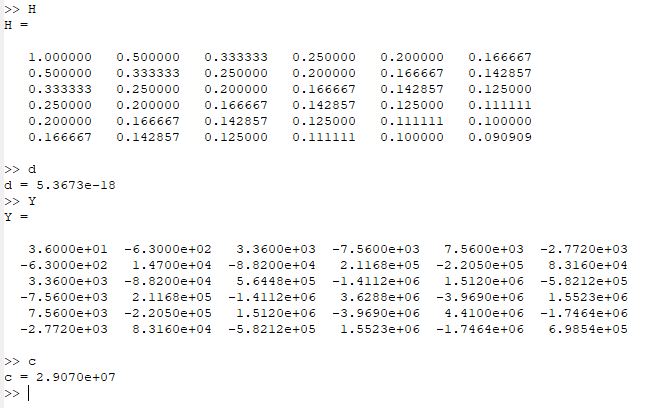 >> H
H =
1.000000 0.500000 0.333333 0.250000 0.200000 0.166667
0.500000 0.333333 0.250000 0.200000 0.166667 0.142857
0.333333 0.250000 0.200000 0.166667 0.142857 0.125000
0.250000 0.200000 0.166667 0.142857 0.125000 0.111111
0.200000 0.166667 0.142857 0.125000 0.111111 0.100000
0.166667 0.142857 0.125000 0.111111 0.100000 0.090909
>> d
d = 5.3673e-18
>> Y
Y =
3.6000e+01 -6.3000e+02 3.3600e+03 -7.5600e+03 7.5600e+03 -2.7720e+03
-6.3000e+02 1.4700e+04 -8.8200e+04 2.1168e+05 -2.2050e+05 8.3160e+04
3.3600e+03 -8.8200e+04 5.6448e+05 -1.4112e+06 1.5120e+06 -5.8212e+05
-7.5600e+03 2.1168e+05 -1.4112e+06 3.6288e+06 -3.9690e+06 1.5523e+06
7.5600e+03 -2.2050e+05 1.5120e+06 -3.9690e+06 4.4100e+06 -1.7464e+06
-2.7720e+03 8.3160e+04 -5.8212e+05 1.5523e+06 -1.7464e+06 6.9854e+05
>> c
c = 2.9070e+07
>>